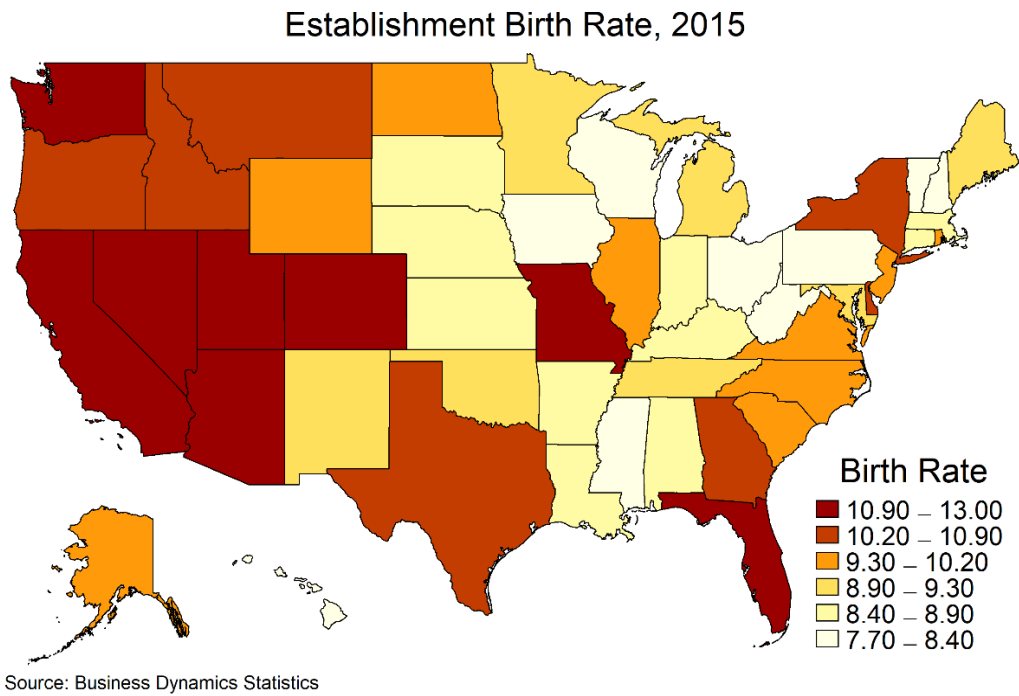 Establishment Birth Rate, 2015
Birth Rate
10.90 – 13.00
10.20 – 10.90
9.30 – 10.20
8.90 – 9.30
8.40 – 8.90
7.70 – 8.40
Source: Business Dynamics Statistics